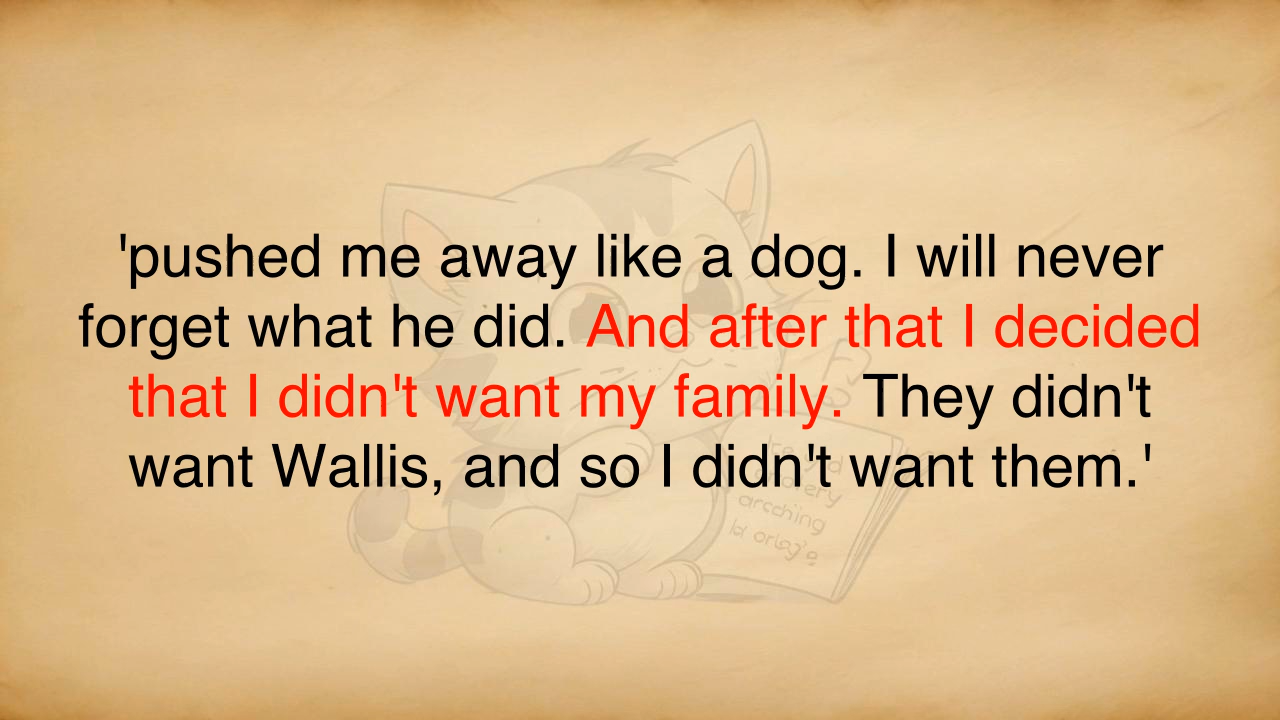 'pushed me away like a dog. I will never
forget what he did. And after that I decided
that I didn't want my family. They didn't
want Wallis, and so I didn't want them.'